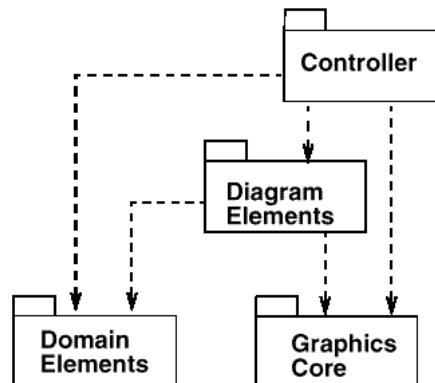 Controller
Diagram
Elements
Domain
Elements
Graphics
Core